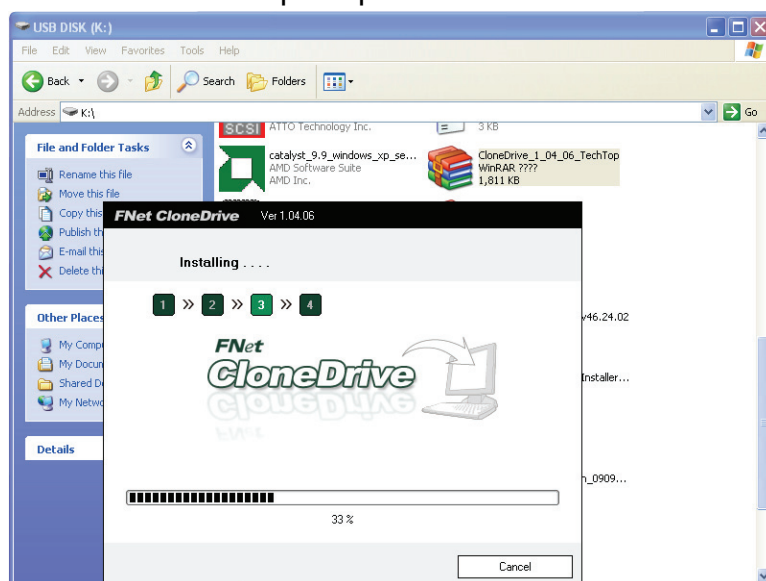 USB DISK (K:)
File Edit View Favorites Tools Help
Back Search Folders
Address K:\ Go
File and Folder Tasks
Rename this file
Move this file
Copy this
Publish th
E-mail this
Delete thi
Other Places
My Compu
My Docum
Shared D
My Netwo
Details
SCSI ATTO Technology Inc.
3 KB
catalyst_9.9_windows_xp_se...
AMD Software Suite
AMD Inc.
CloneDrive_1_04_06_TechTop
WinRAR ????
1,811 KB
v46.24.02
Installer...
n_0909...
FNet CloneDrive Ver 1.04.06
Installing . . . .
1 » 2 » 3 » 4
FNet
CloneDrive
33 %
Cancel